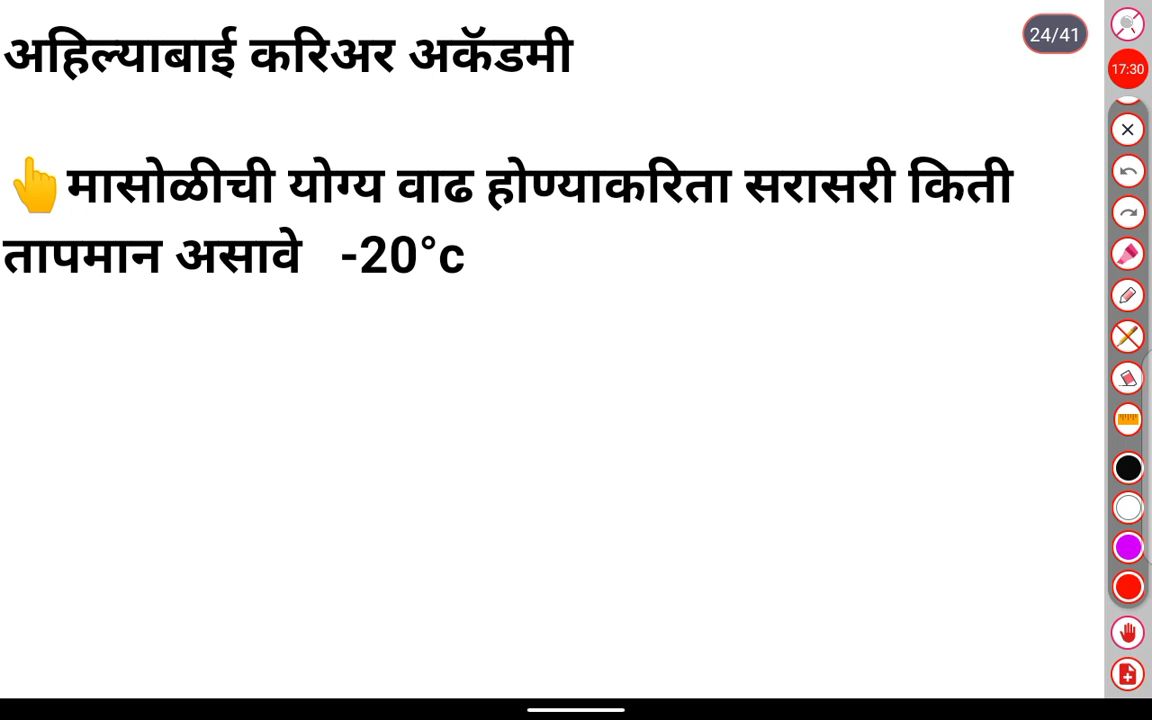 अहिल्याबाई करिअर अकॅडमी
24/41
17:30
👆मासोळीची योग्य वाढ होण्याकरिता सरासरी किती
तापमान असावे -20°c